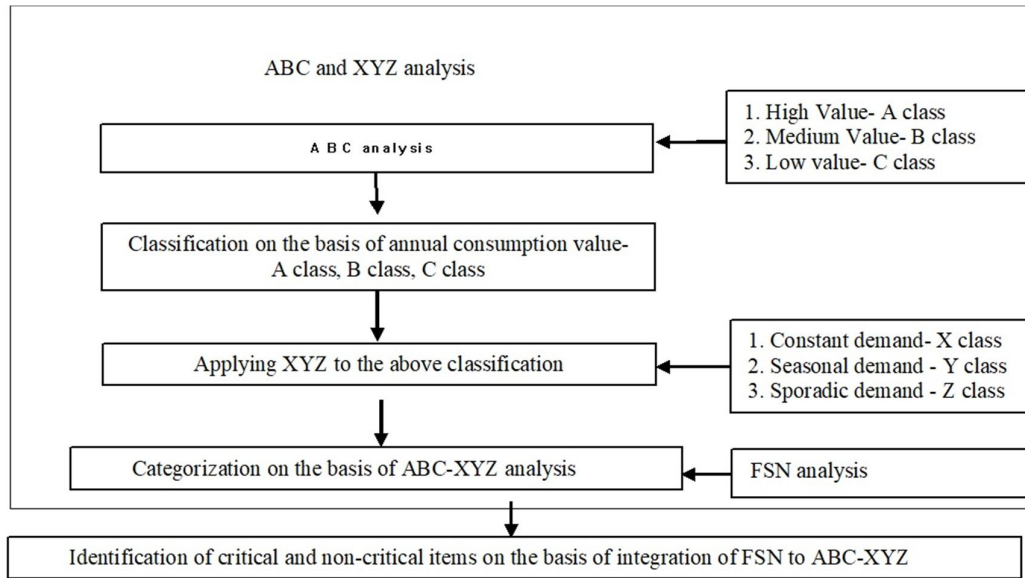 ABC and XYZ analysis
1. High Value- A class
2. Medium Value- B class
3. Low value- C class
ABC analysis
Classification on the basis of annual consumption value-
A class, B class, C class
1. Constant demand- X class
2. Seasonal demand - Y class
3. Sporadic demand - Z class
Applying XYZ to the above classification
Categorization on the basis of ABC-XYZ analysis
FSN analysis
Identification of critical and non-critical items on the basis of integration of FSN to ABC-XYZ